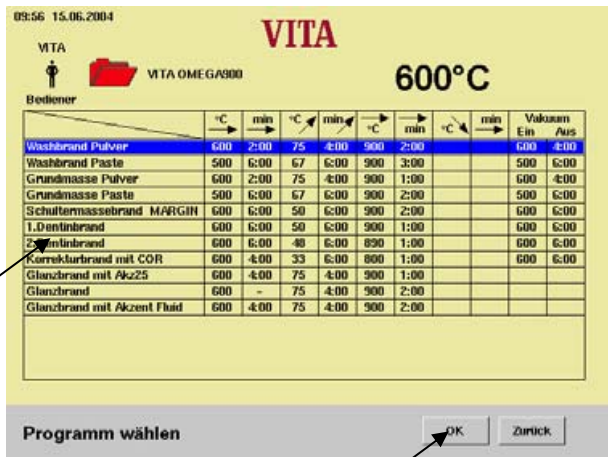 09:56 15.06.2004
VITA
VITA
VITA OMEGA900
600°C
Bediener
°C min °C min °C min °C min Vakuum
Ein Aus
Washbrand Pulver 600 2:00 75 4:00 900 2:00 600 4:00
Washbrand Paste 500 6:00 67 6:00 900 3:00 500 6:00
Grundmasse Pulver 600 2:00 75 4:00 900 1:00 600 4:00
Grundmasse Paste 500 6:00 67 6:00 900 2:00 500 6:00
Schultermassebrand MARGIN 600 6:00 50 6:00 900 2:00 600 6:00
1.Dentinbrand 600 6:00 50 6:00 900 1:00 600 6:00
2.Dentinbrand 600 6:00 48 6:00 890 1:00 600 6:00
Korrekturbrand mit COR 600 4:00 33 6:00 800 1:00 600 6:00
Glanzbrand mit Akz25 600 4:00 75 4:00 900 1:00
Glanzbrand 600 - 75 4:00 900 2:00
Glanzbrand mit Akzent Fluid 600 4:00 75 4:00 900 2:00
Programm wählen
OK
Zurück